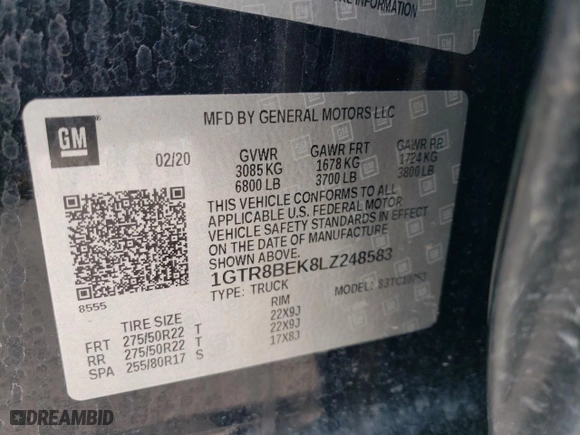 RE INFORMATION
GM
MFD BY GENERAL MOTORS LLC
02/20
GVWR GAWR FRT GAWR RR
3085 KG 1678 KG 1724 KG
6800 LB 3700 LB 3800 LB
THIS VEHICLE CONFORMS TO ALL
APPLICABLE U.S. FEDERAL MOTOR
VEHICLE SAFETY STANDARDS IN EFFECT
ON THE DATE OF MANUFACTURE
SHOWN ABOVE.
1GTR8BEK8LZ248583
TYPE: TRUCK MODEL:
8555
TIRE SIZE RIM
FRT 275/50R22 T 22X9J
RR 275/50R22 T 22X9J
SPA 255/80R17 S 17X8J
DREAMBID